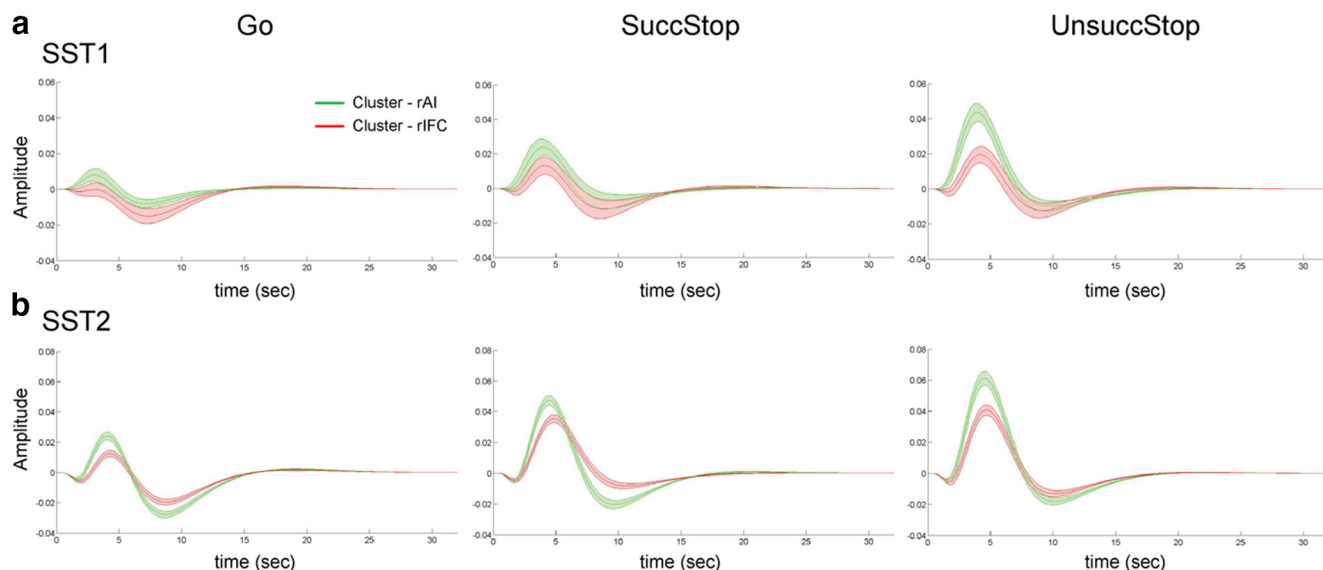 a Go SuccStop UnsuccStop
SST1
0.06 0.06 0.06
0.04 0.04 0.04
0.02 0.02 0.02
0 0 0
-0.02 -0.02 -0.02
-0.04 -0.04 -0.04
Cluster - rAI
Cluster - rIFC
Amplitude
0 5 10 15 20 25 30 0 5 10 15 20 25 30 0 5 10 15 20 25 30
time (sec) time (sec) time (sec)
b
SST2
0.08 0.08 0.08
0.06 0.06 0.06
0.04 0.04 0.04
0.02 0.02 0.02
0 0 0
-0.02 -0.02 -0.02
-0.04 -0.04 -0.04
Amplitude
0 5 10 15 20 25 30 0 5 10 15 20 25 30 0 5 10 15 20 25 30
time (sec) time (sec) time (sec)